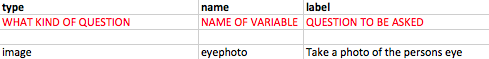 type name label
WHAT KIND OF QUESTION NAME OF VARIABLE QUESTION TO BE ASKED
image eyephoto Take a photo of the persons eye